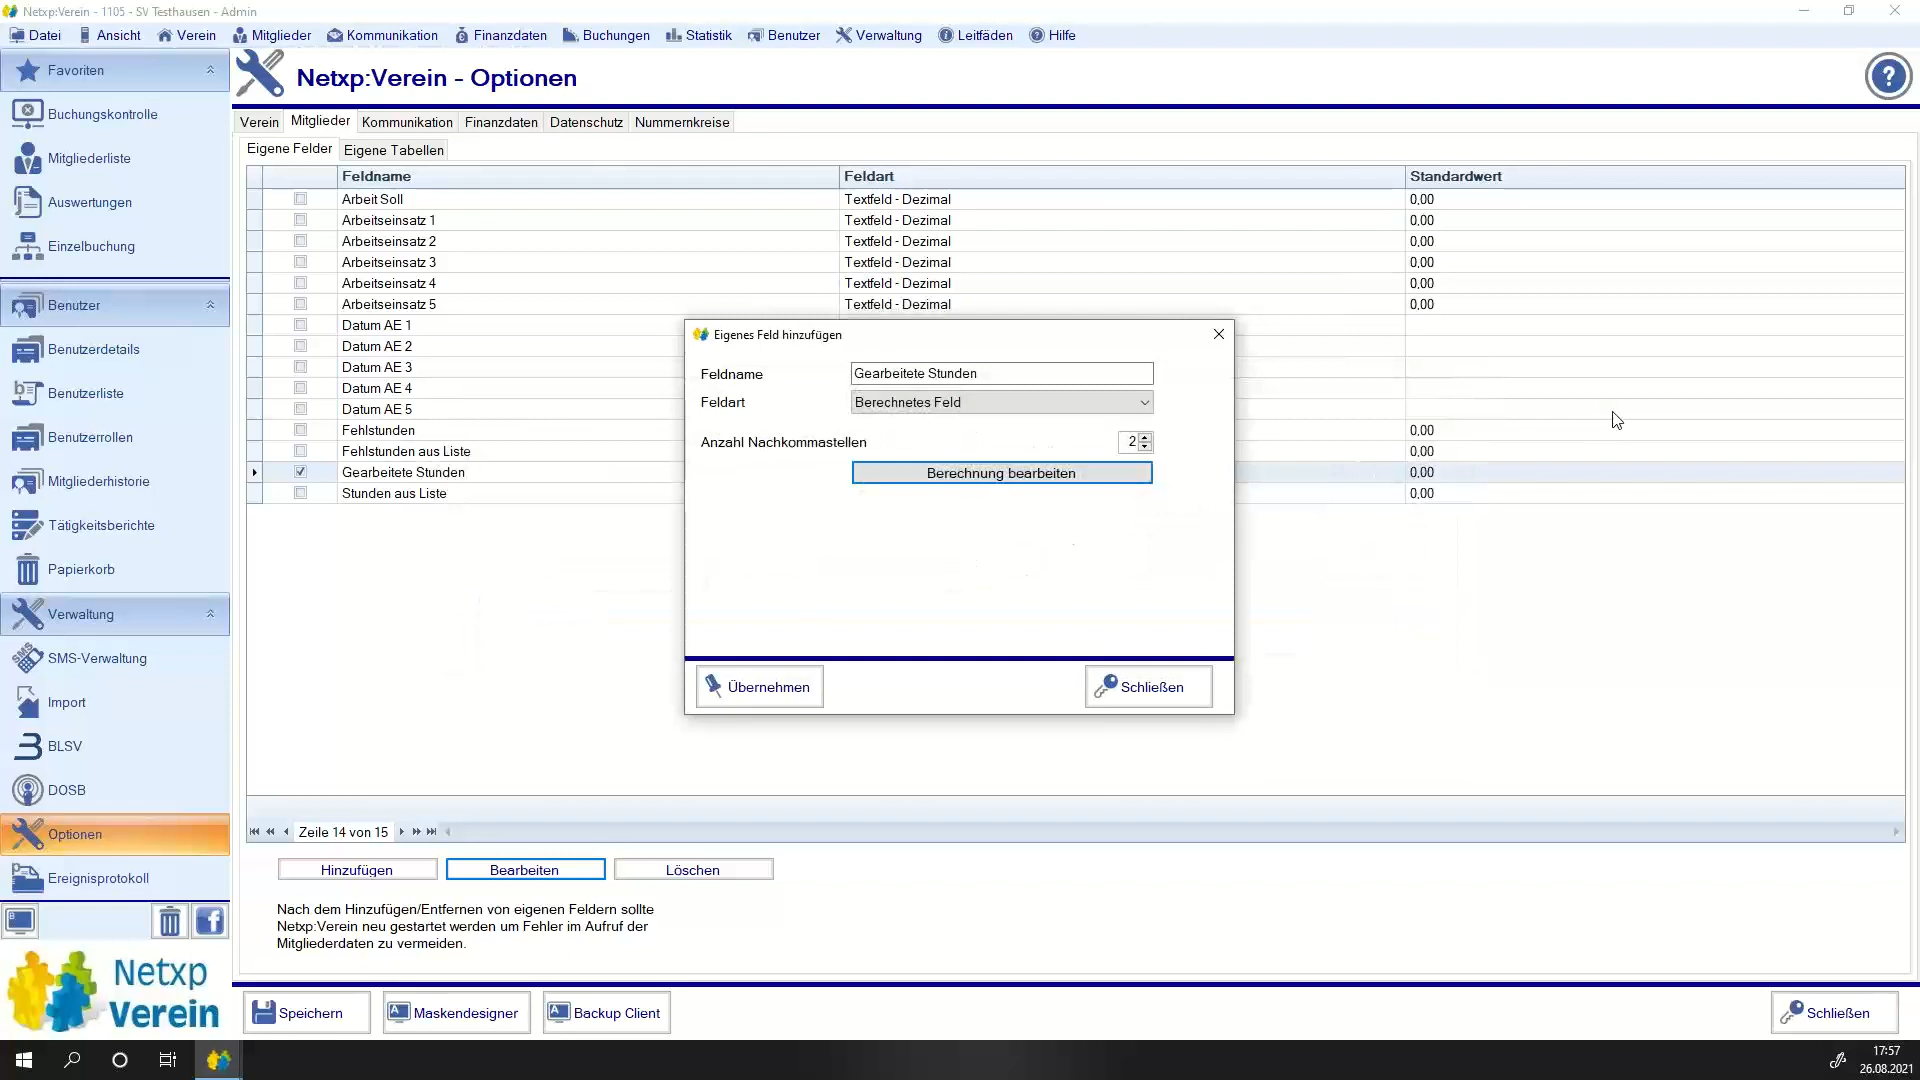 Netxp:Verein - 1105 - SV Testhausen - Admin
Datei Ansicht Verein Mitglieder Kommunikation Finanzdaten Buchungen Statistik Benutzer Verwaltung Leitfäden Hilfe
Favoriten
Buchungskontrolle
Mitgliederliste
Auswertungen
Einzelbuchung
Benutzer
Benutzerdetails
Benutzerliste
Benutzerrollen
Mitgliederhistorie
Tätigkeitsberichte
Papierkorb
Verwaltung
SMS-Verwaltung
Import
BLSV
DOSB
Optionen
Ereignisprotokoll
Netxp
Verein
Netxp:Verein - Optionen
Verein Mitglieder Kommunikation Finanzdaten Datenschutz Nummernkreise
Eigene Felder Eigene Tabellen
Feldname Feldart Standardwert
Arbeit Soll Textfeld - Dezimal 0,00
Arbeitseinsatz 1 Textfeld - Dezimal 0,00
Arbeitseinsatz 2 Textfeld - Dezimal 0,00
Arbeitseinsatz 3 Textfeld - Dezimal 0,00
Arbeitseinsatz 4 Textfeld - Dezimal 0,00
Arbeitseinsatz 5 Textfeld - Dezimal 0,00
Datum AE 1
Datum AE 2
Datum AE 3
Datum AE 4
Datum AE 5
Fehlstunden 0,00
Fehlstunden aus Liste 0,00
Gearbeitete Stunden 0,00
Stunden aus Liste 0,00
Eigenes Feld hinzufügen
Feldname Gearbeitete Stunden
Feldart Berechnetes Feld
Anzahl Nachkommastellen 2
Berechnung bearbeiten
Übernehmen Schließen
Zeile 14 von 15
Hinzufügen Bearbeiten Löschen
Nach dem Hinzufügen/Entfernen von eigenen Feldern sollte
Netxp:Verein neu gestartet werden um Fehler im Aufruf der
Mitgliederdaten zu vermeiden.
Speichern Maskendesigner Backup Client Schließen
17:57
26.08.2021